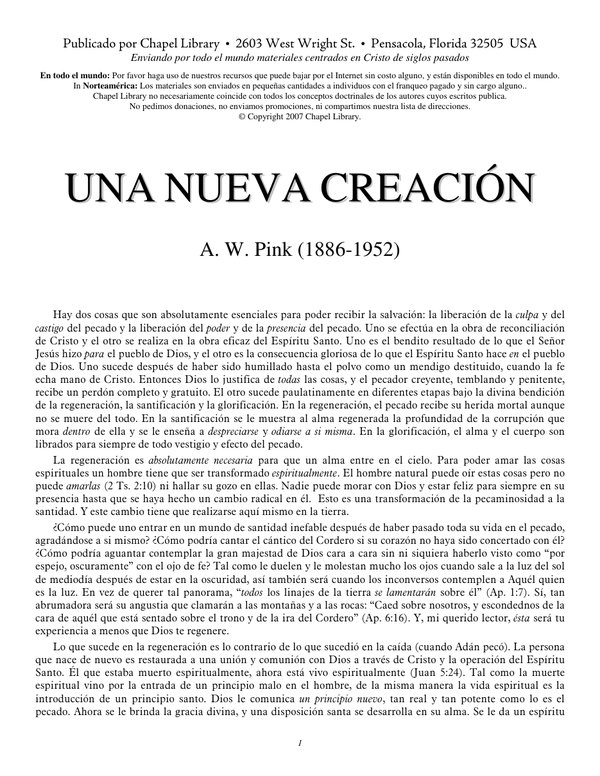 Publicado por Chapel Library • 2603 West Wright St. • Pensacola, Florida 32505 USA
Enviando por todo el mundo materiales centrados en Cristo de siglos pasados
En todo el mundo: Por favor haga uso de nuestros recursos que puede bajar por el Internet sin costo alguno, y están disponibles en todo el mundo.
In Norteamérica: Los materiales son enviados en pequeñas cantidades a individuos con el franqueo pagado y sin cargo alguno..
Chapel Library no necesariamente coincide con todos los conceptos doctrinales de los autores cuyos escritos publica.
No pedimos donaciones, no enviamos promociones, ni compartimos nuestra lista de direcciones.
© Copyright 2007 Chapel Library.
UNA NUEVA CREACIÓN
A. W. Pink (1886-1952)
Hay dos cosas que son absolutamente esenciales para poder recibir la salvación: la liberación de la culpa y del
castigo del pecado y la liberación del poder y de la presencia del pecado. Uno se efectúa en la obra de reconciliación
de Cristo y el otro se realiza en la obra eficaz del Espíritu Santo. Uno es el bendito resultado de lo que el Señor
Jesús hizo para el pueblo de Dios, y el otro es la consecuencia gloriosa de lo que el Espíritu Santo hace en el pueblo
de Dios. Uno sucede después de haber sido humillado hasta el polvo como un mendigo destituido, cuando la fe
echa mano de Cristo. Entonces Dios lo justifica de todas las cosas, y el pecador creyente, temblando y penitente,
recibe un perdón completo y gratuito. El otro sucede paulatinamente en diferentes etapas bajo la divina bendición
de la regeneración, la santificación y la glorificación. En la regeneración, el pecado recibe su herida mortal aunque
no se muere del todo. En la santificación se le muestra al alma regenerada la profundidad de la corrupción que
mora dentro de ella y se le enseña a despreciarse y odiarse a si misma. En la glorificación, el alma y el cuerpo son
librados para siempre de todo vestigio y efecto del pecado.
La regeneración es absolutamente necesaria para que un alma entre en el cielo. Para poder amar las cosas
espirituales un hombre tiene que ser transformado espiritualmente. El hombre natural puede oír estas cosas pero no
puede amarlas (2 Ts. 2:10) ni hallar su gozo en ellas. Nadie puede morar con Dios y estar feliz para siempre en su
presencia hasta que se haya hecho un cambio radical en él. Esto es una transformación de la pecaminosidad a la
santidad. Y este cambio tiene que realizarse aquí mismo en la tierra.
¿Cómo puede uno entrar en un mundo de santidad inefable después de haber pasado toda su vida en el pecado,
agradándose a si mismo? ¿Cómo podría cantar el cántico del Cordero si su corazón no haya sido concertado con él?
¿Cómo podría aguantar contemplar la gran majestad de Dios cara a cara sin ni siquiera haberlo visto como “por
espejo, oscuramente” con el ojo de fe? Tal como le duelen y le molestan mucho los ojos cuando sale a la luz del sol
de mediodía después de estar en la oscuridad, así también será cuando los inconversos contemplen a Aquél quien
es la luz. En vez de querer tal panorama, “todos los linajes de la tierra se lamentarán sobre él” (Ap. 1:7). Sí, tan
abrumadora será su angustia que clamarán a las montañas y a las rocas: “Caed sobre nosotros, y escondednos de la
cara de aquél que está sentado sobre el trono y de la ira del Cordero” (Ap. 6:16). Y, mi querido lector, ésta será tu
experiencia a menos que Dios te regenere.
Lo que sucede en la regeneración es lo contrario de lo que sucedió en la caída (cuando Adán pecó). La persona
que nace de nuevo es restaurada a una unión y comunión con Dios a través de Cristo y la operación del Espíritu
Santo. Él que estaba muerto espiritualmente, ahora está vivo espiritualmente (Juan 5:24). Tal como la muerte
espiritual vino por la entrada de un principio malo en el hombre, de la misma manera la vida espiritual es la
introducción de un principio santo. Dios le comunica un principio nuevo, tan real y tan potente como lo es el
pecado. Ahora se le brinda la gracia divina, y una disposición santa se desarrolla en su alma. Se le da un espíritu
1